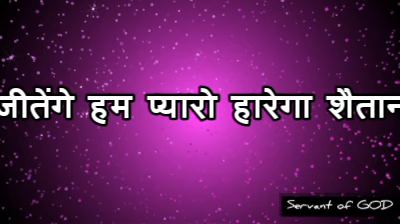 जीतेंगे हम प्यारो हारेगा शैतान
Servant of GOD